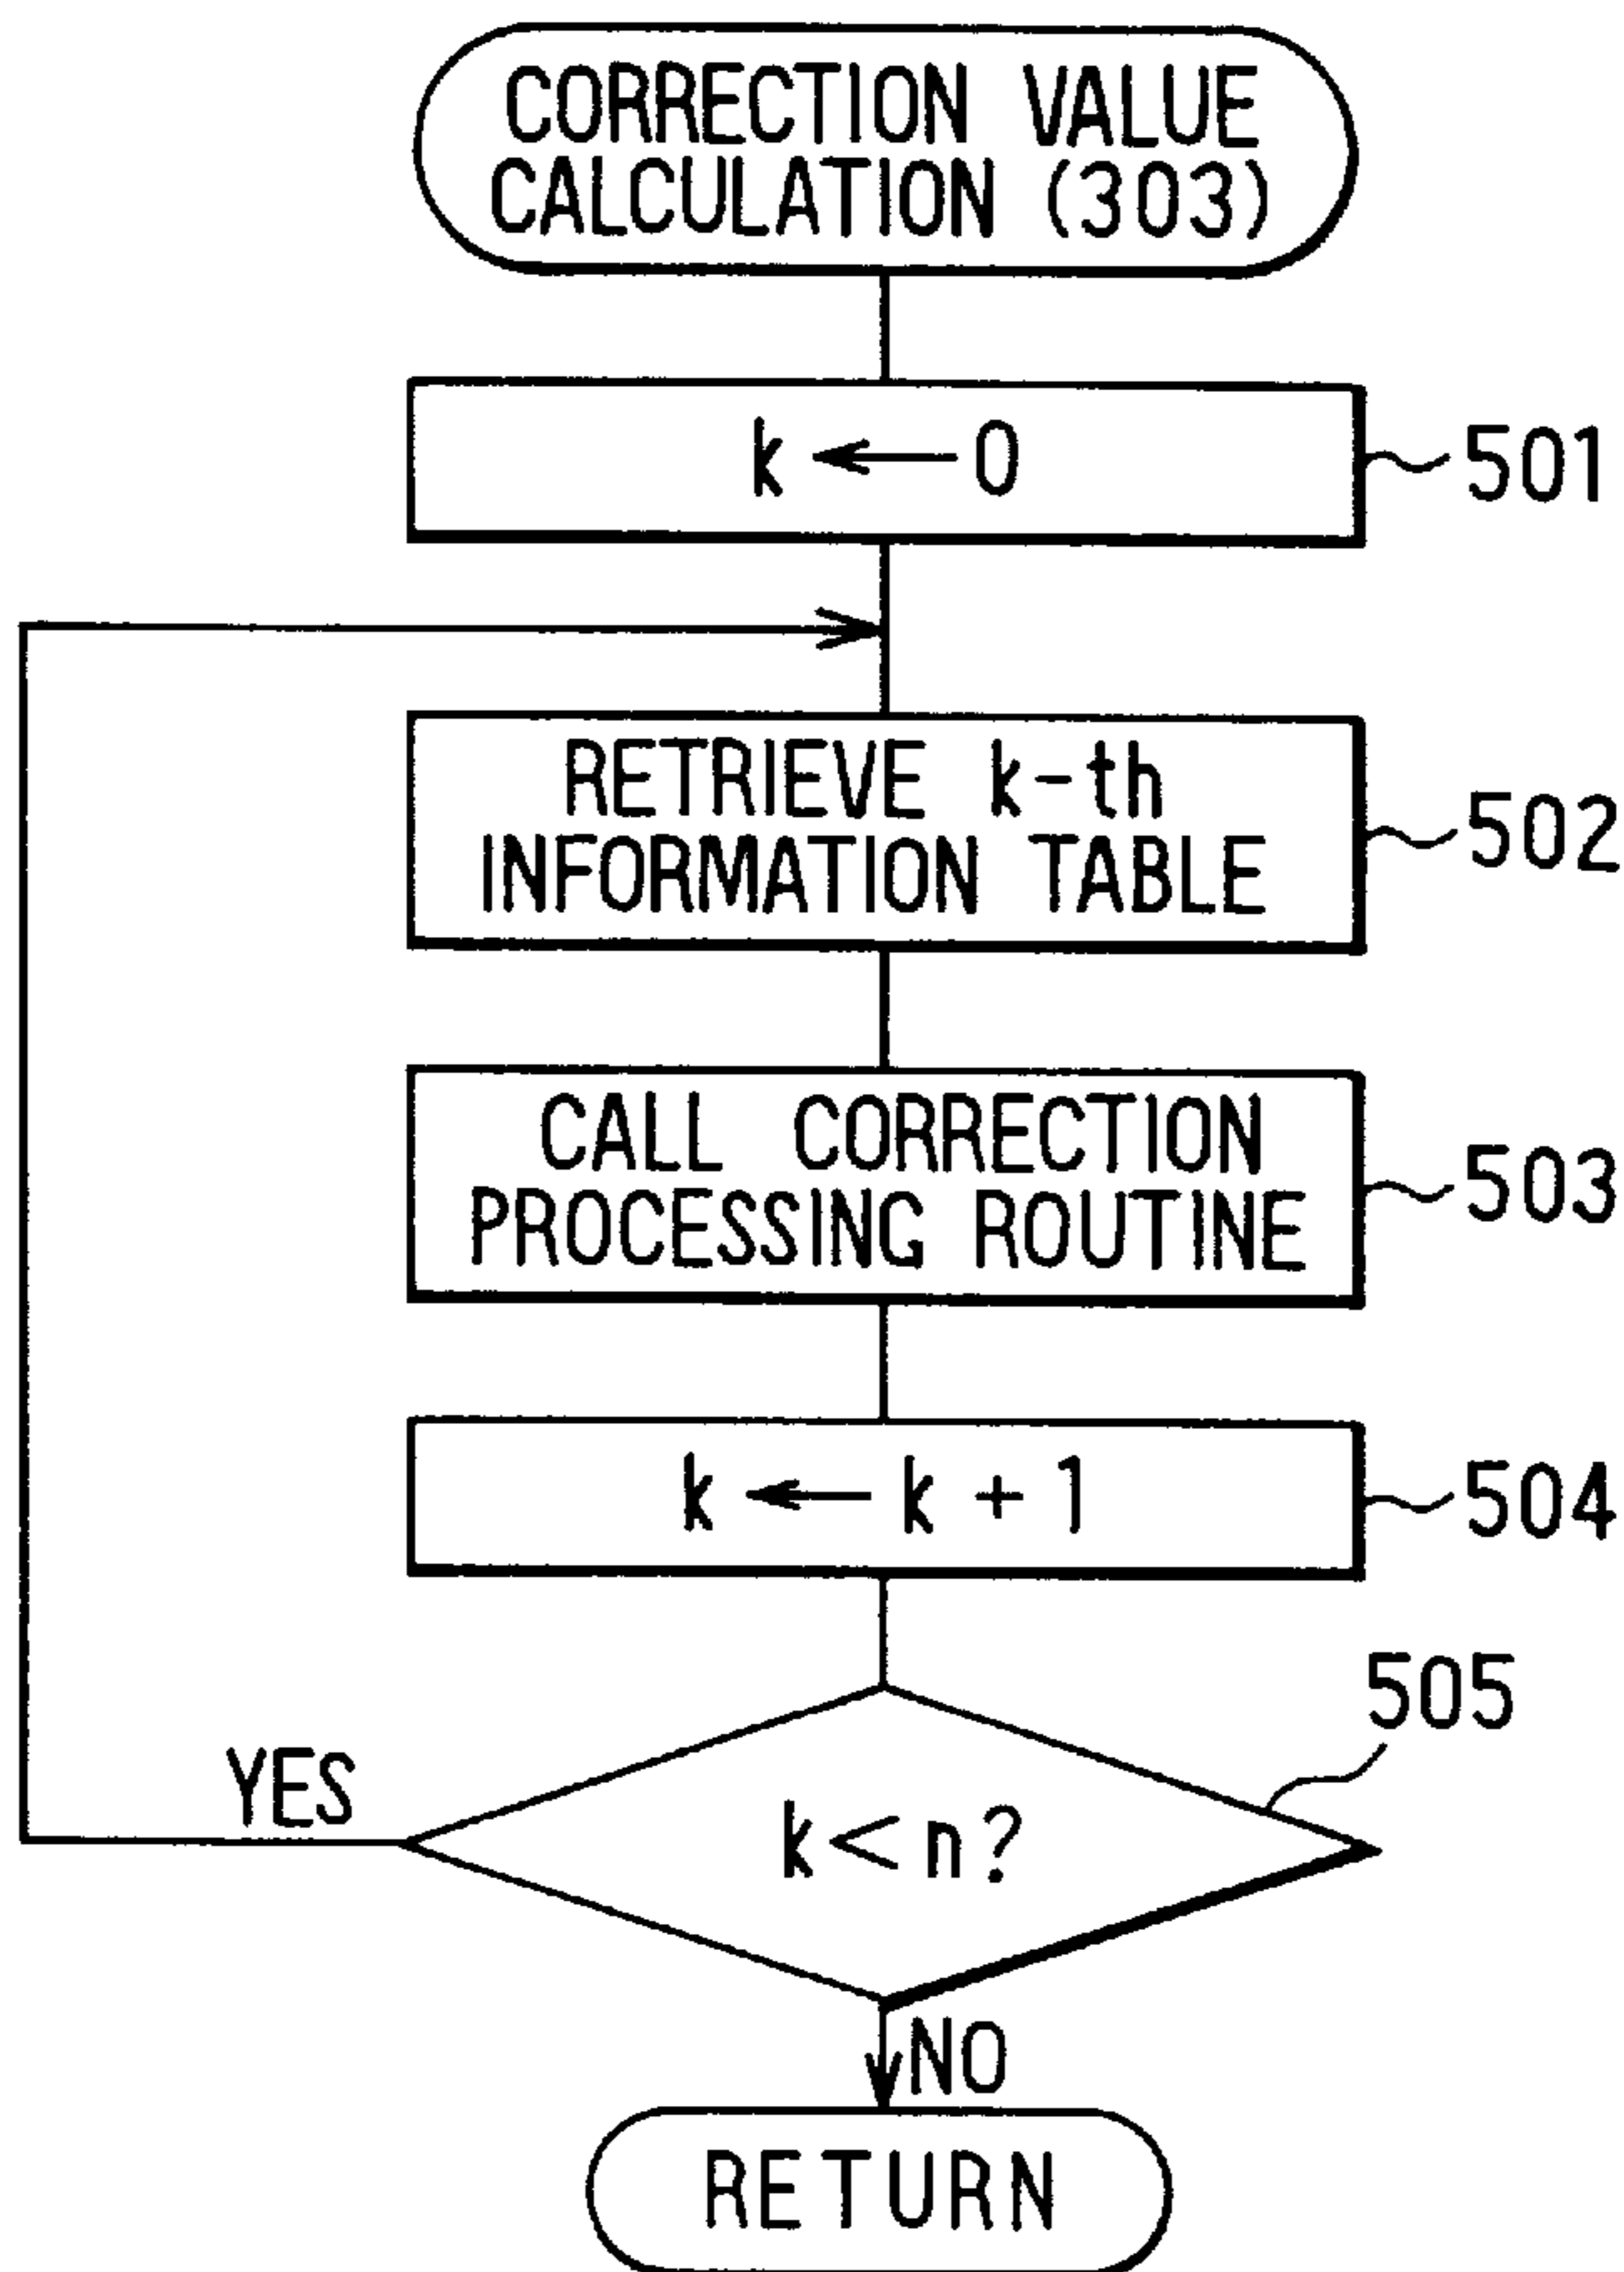 CORRECTION VALUE
CALCULATION (303)
k ← 0
501
RETRIEVE k-th
INFORMATION TABLE
502
CALL CORRECTION
PROCESSING ROUTINE
503
k ← k + 1
504
505
YES
k < n?
NO
RETURN